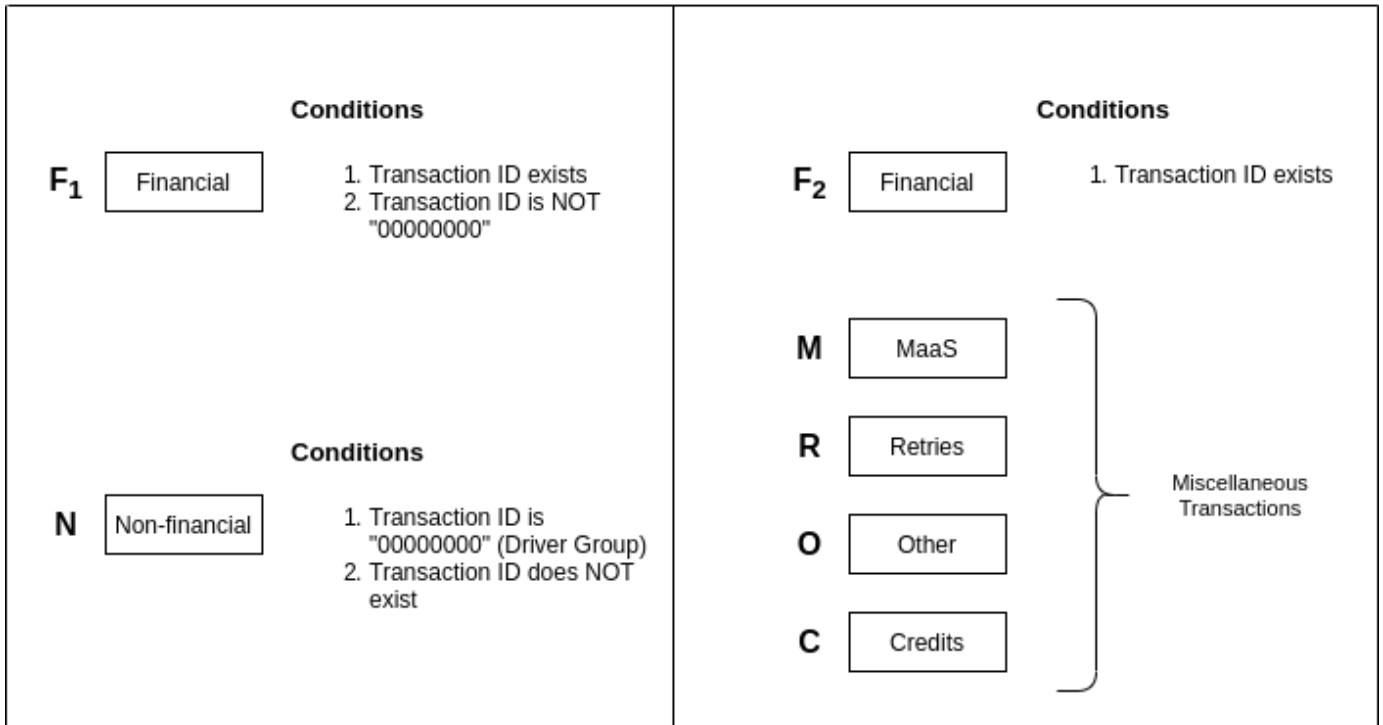 Conditions
F1
Financial
1. Transaction ID exists
2. Transaction ID is NOT
"00000000"
Conditions
N
Non-financial
1. Transaction ID is
"00000000" (Driver Group)
2. Transaction ID does NOT
exist
Conditions
F2
Financial
1. Transaction ID exists
M
MaaS
R
Retries
O
Other
C
Credits
Miscellaneous
Transactions